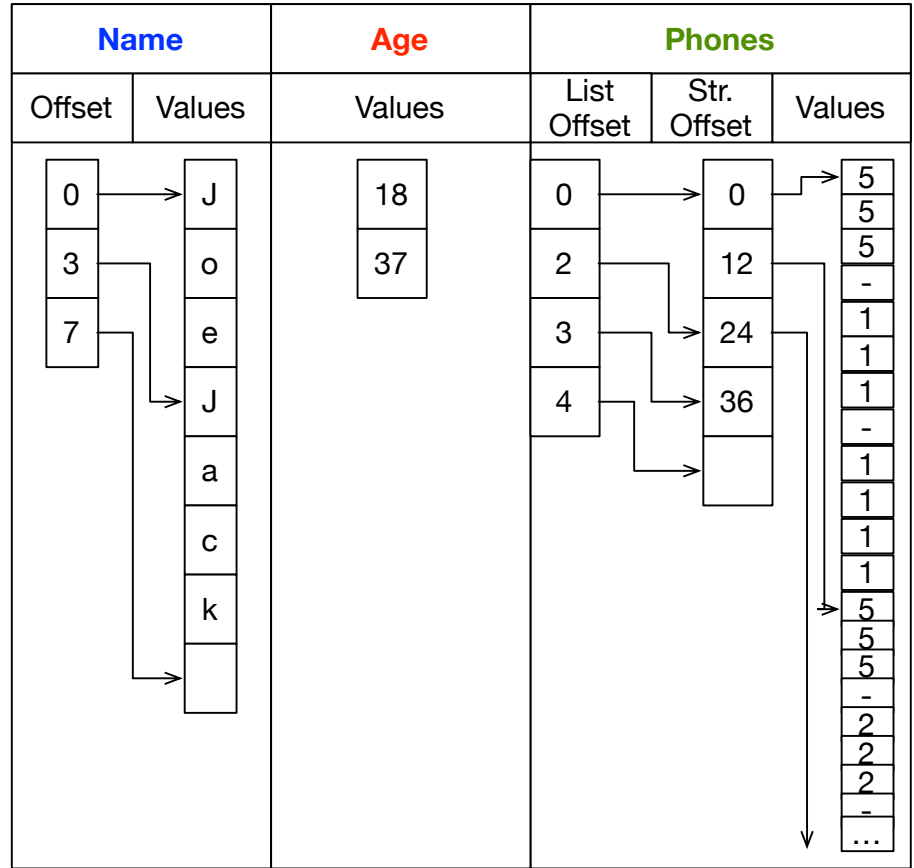 Name Age Phones
Offset Values Values List Offset Str. Offset Values
0 J 18 0 0 5
5
3 o 37 2 12 5
-
7 e 3 24 1
1
J 4 36 1
-
a 1
1
c 1
1
k 5
5
5
-
2
2
2
-
...